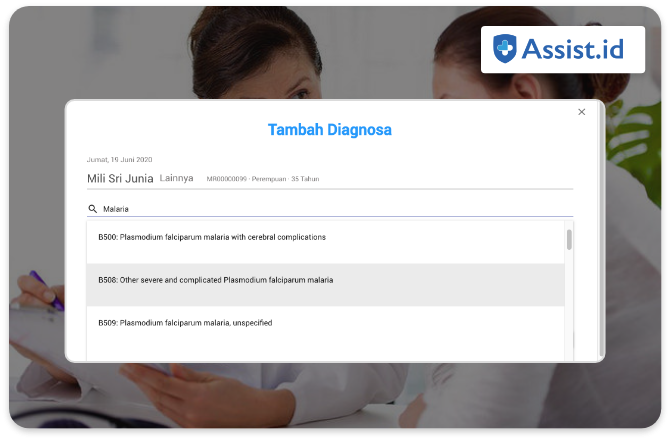 Assist.id
Tambah Diagnosa
Jumat, 19 Juni 2020
Mili Sri Junia Lainnya MR00000099 · Perempuan · 35 Tahun
Malaria
B500: Plasmodium falciparum malaria with cerebral complications
B508: Other severe and complicated Plasmodium falciparum malaria
B509: Plasmodium falciparum malaria, unspecified